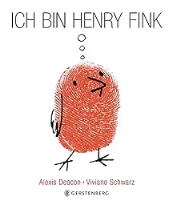 ICH BIN HENRY FINK
Alexis Deacon • Viviane Schwarz
GERSTENBERG